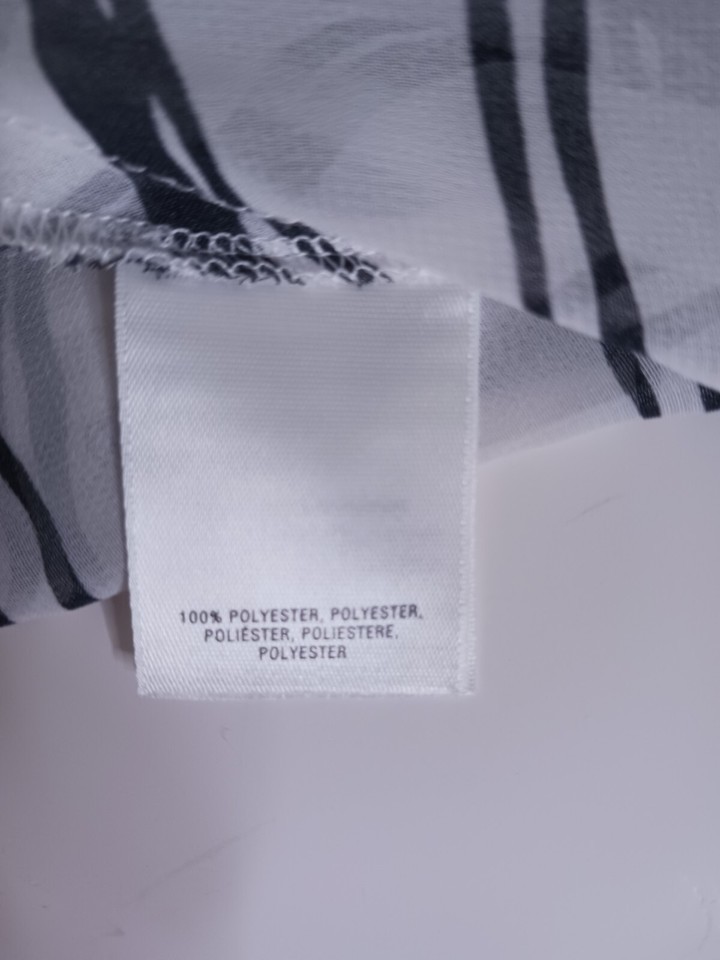 100% POLYESTER, POLYESTER,
POLIÉSTER, POLIESTERE,
POLYESTER